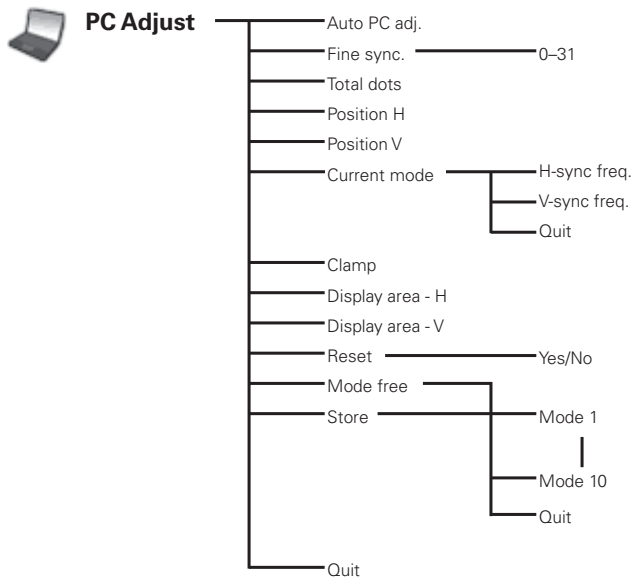 PC Adjust
Auto PC adj.
Fine sync.
0–31
Total dots
Position H
Position V
Current mode
H-sync freq.
V-sync freq.
Quit
Clamp
Display area - H
Display area - V
Reset
Yes/No
Mode free
Store
Mode 1
Mode 10
Quit
Quit